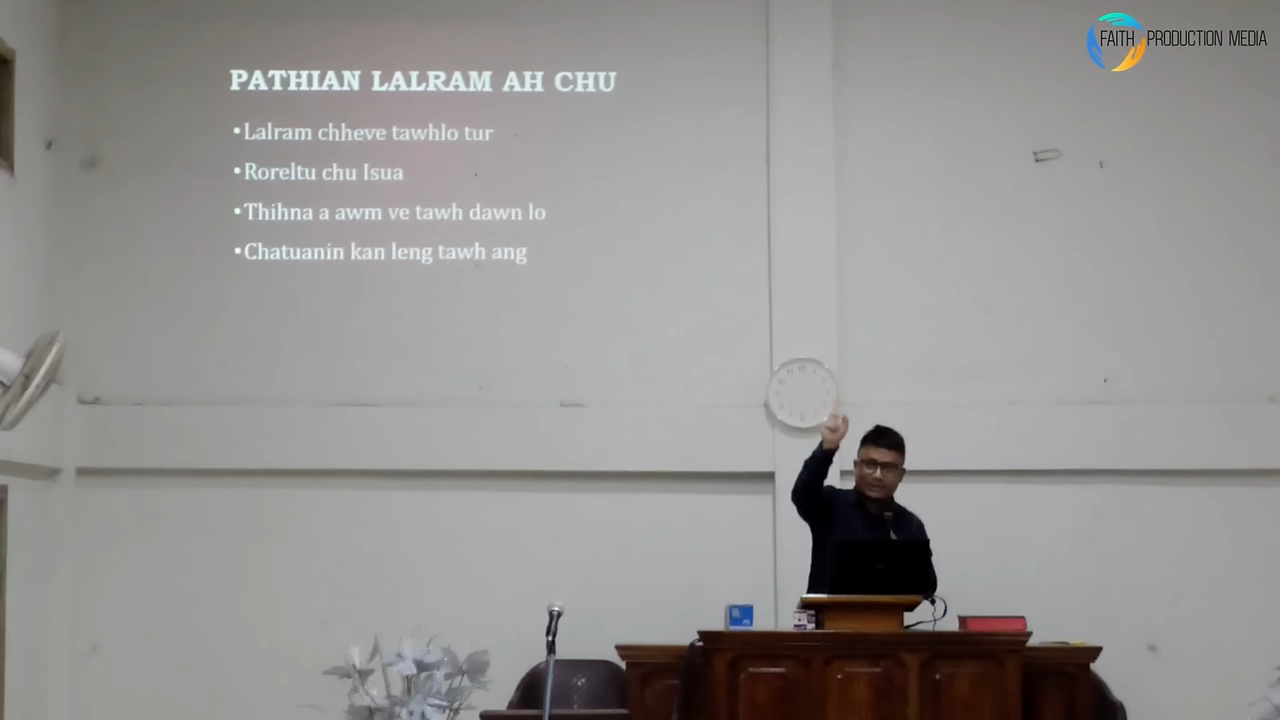 FAITH PRODUCTION MEDIA
PATHIAN LALRAM AH CHU
•Lalram chheve tawhlo tur
•Roreltu chu Isua
•Thihna a awm ve tawh dawn lo
•Chatuanin kan leng tawh ang